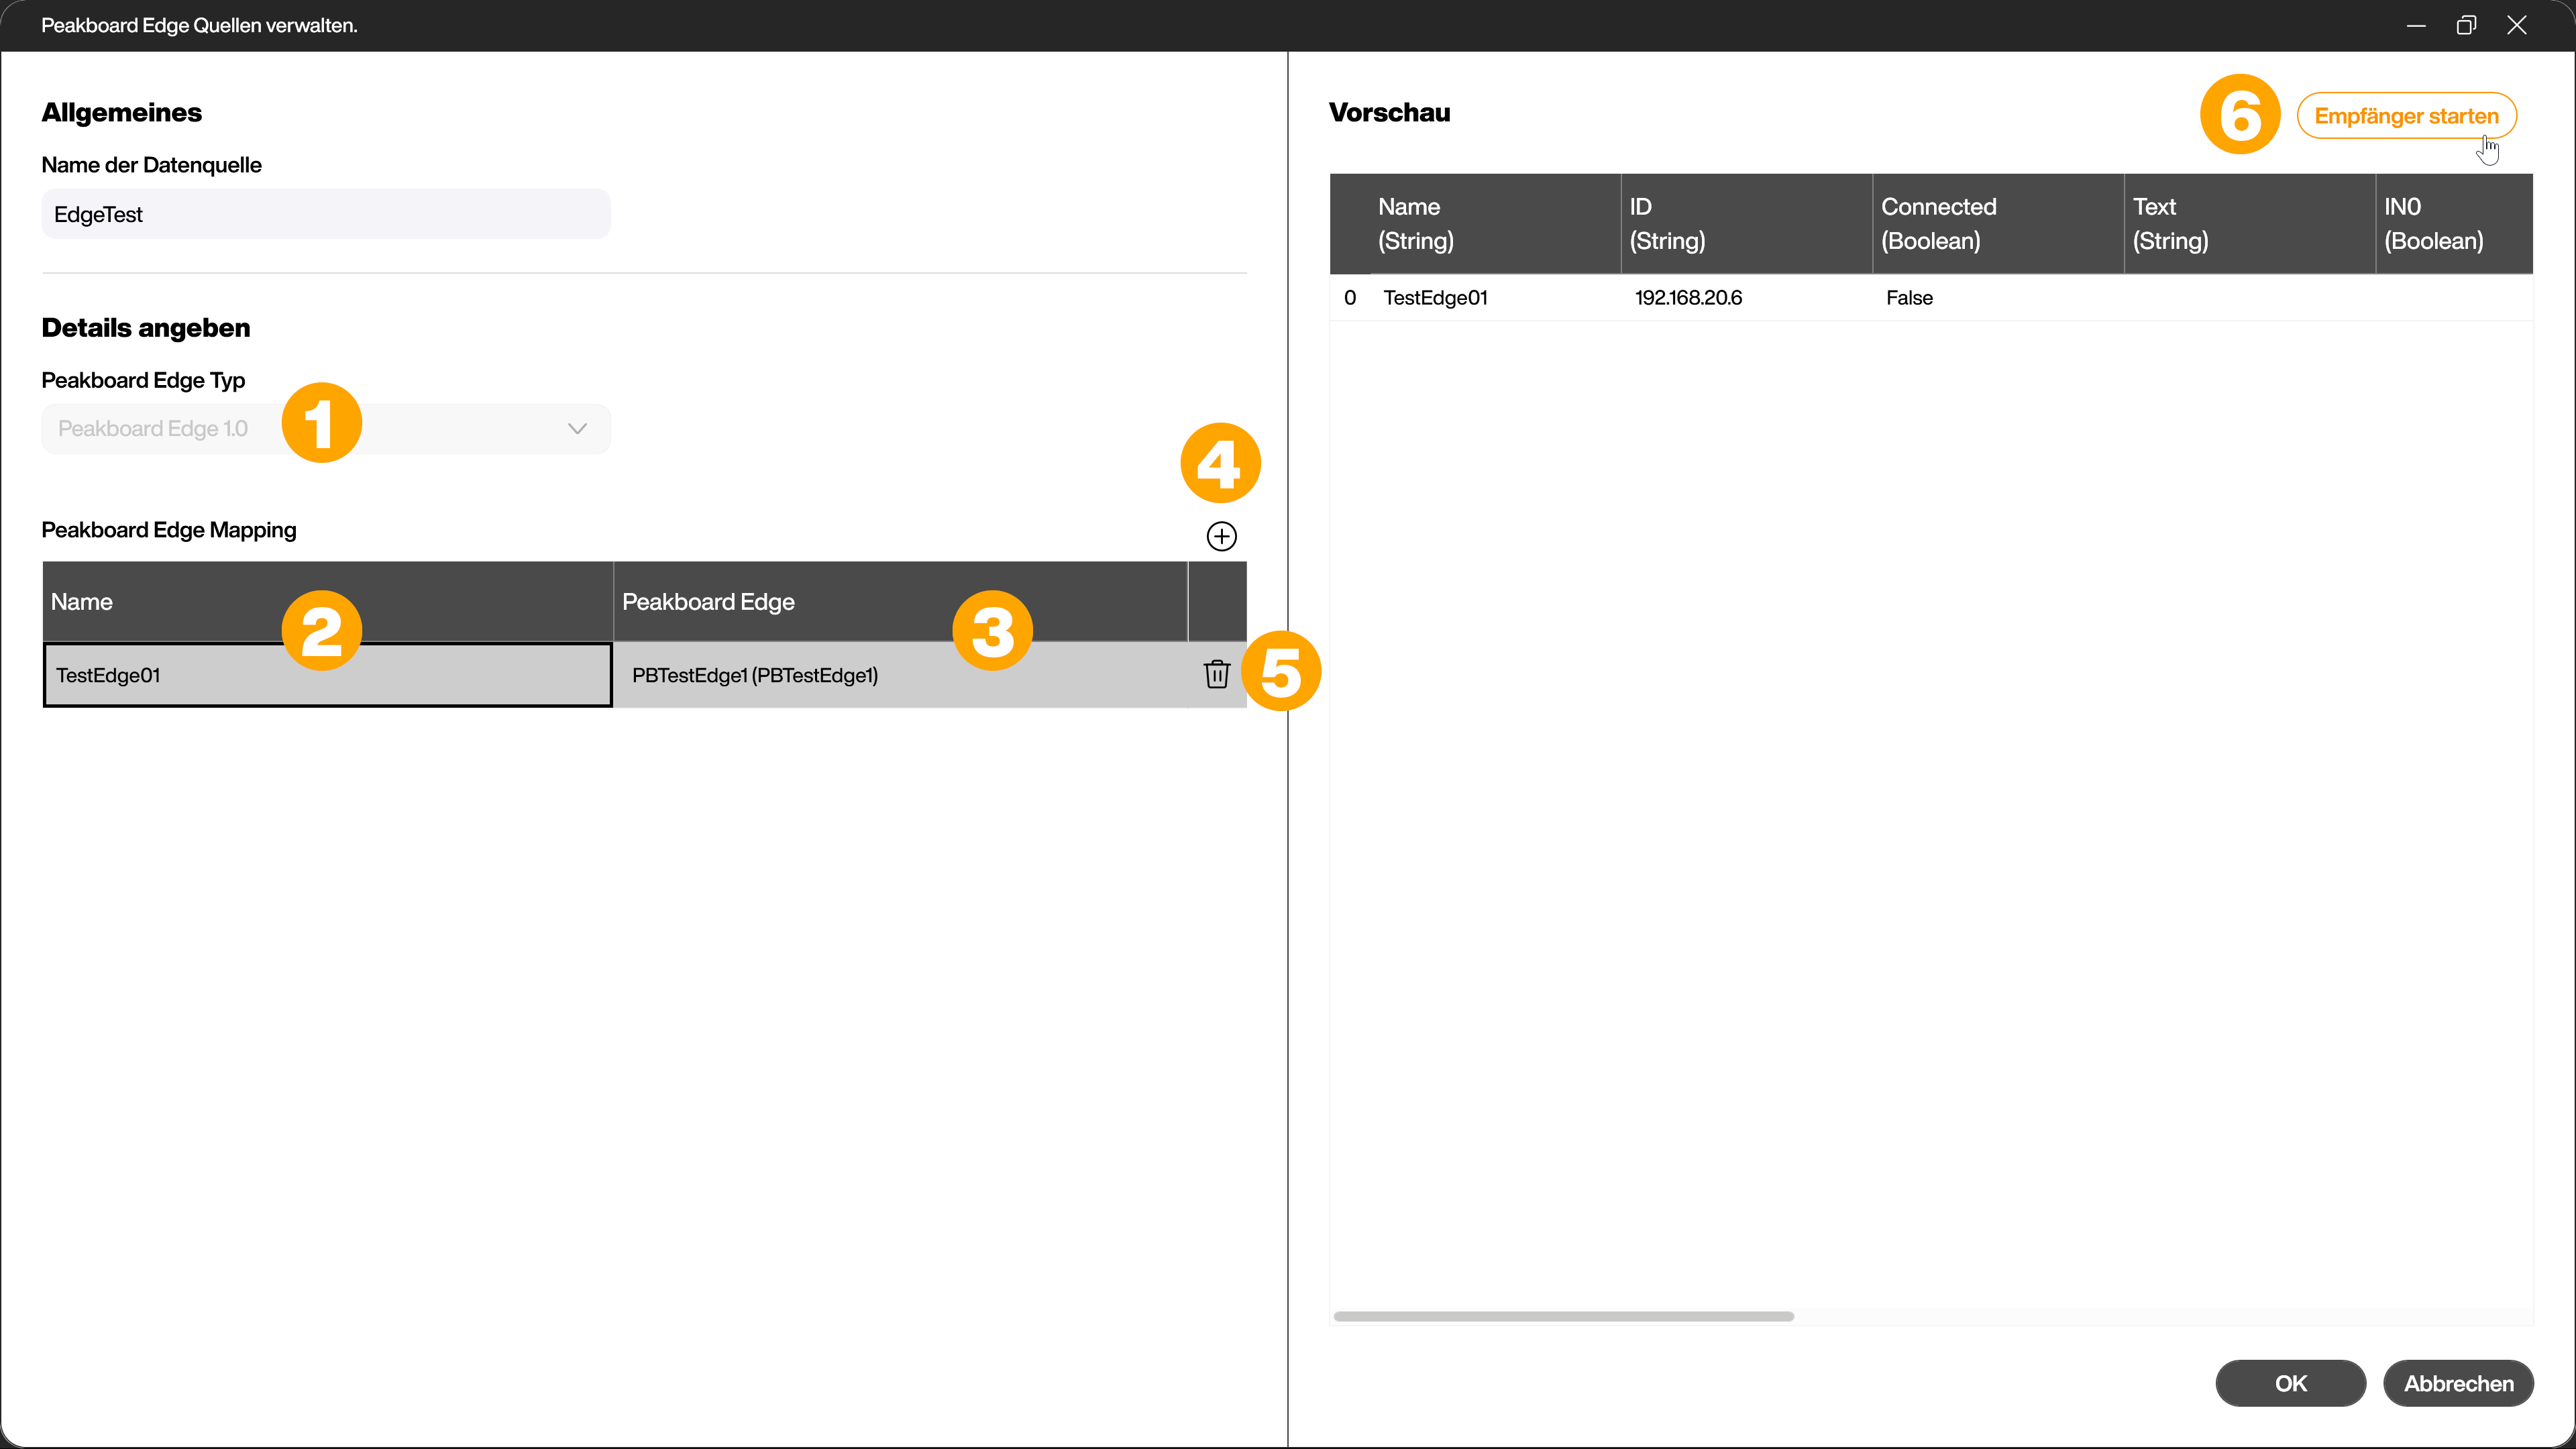 Peakboard Edge Quellen verwalten.
Allgemeines
Name der Datenquelle
EdgeTest
Details angeben
Peakboard Edge Typ
Peakboard Edge 1.0
1
4
Peakboard Edge Mapping
Name
2
Peakboard Edge
3
TestEdge01
PBTestEdge1 (PBTestEdge1)
5
Vorschau
6
Empfänger starten
Name
(String)
ID
(String)
Connected
(Boolean)
Text
(String)
IN0
(Boolean)
0
TestEdge01
192.168.20.6
False
OK
Abbrechen